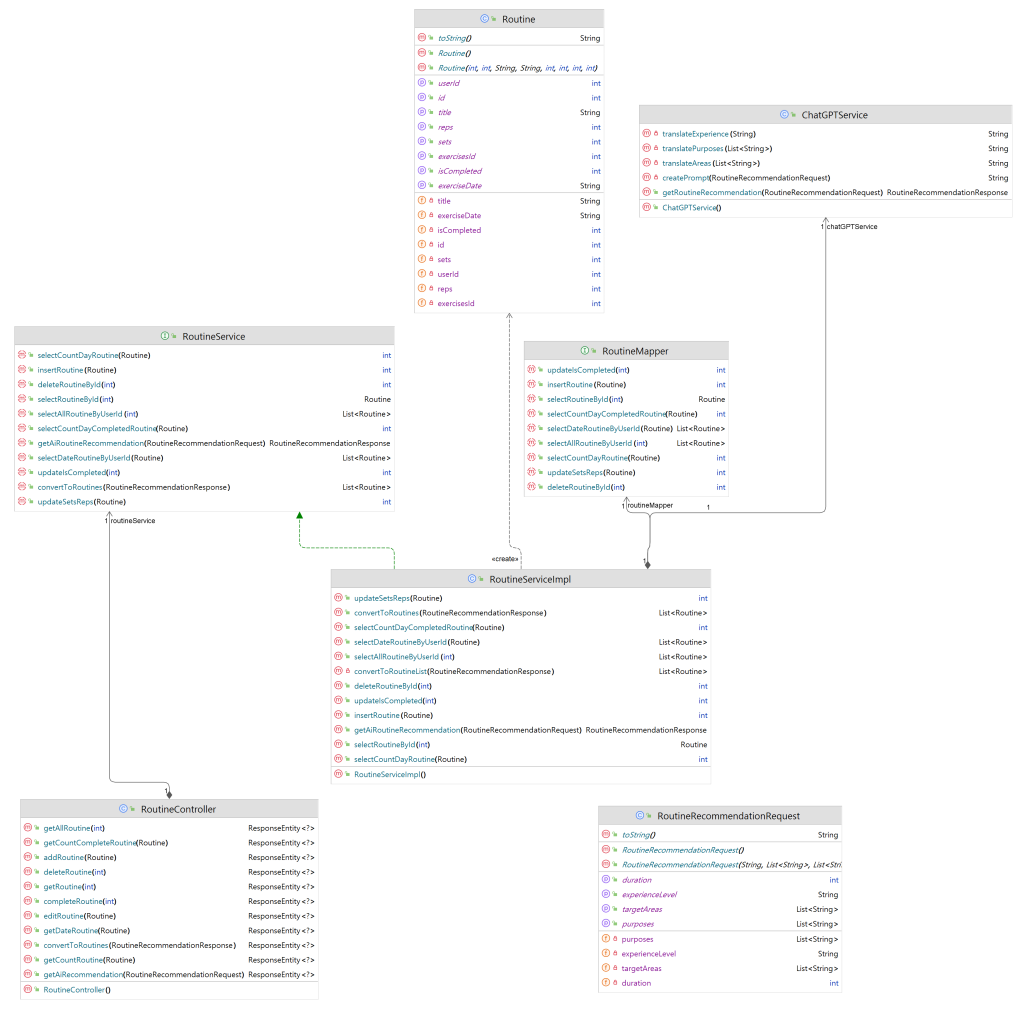 Routine
toString() String
Routine()
Routine(int, int, String, String, int, int, int, int)
userId int
id int
title String
reps int
sets int
exercisesId int
isCompleted int
exerciseDate String
title String
exerciseDate String
isCompleted int
id int
sets int
userId int
reps int
exercisesId int
ChatGPTService
translateExperience(String) String
translatePurposes(List<String>) String
translateAreas(List<String>) String
createPrompt(RoutineRecommendationRequest) String
getRoutineRecommendation(RoutineRecommendationRequest) RoutineRecommendationResponse
ChatGPTService()
1 chatGPTService
RoutineService
selectCountDayRoutine(Routine) int
insertRoutine(Routine) int
deleteRoutineById(int) int
selectRoutineById(int) Routine
selectAllRoutineByUserId(int) List<Routine>
selectCountDayCompletedRoutine(Routine) int
getAiRoutineRecommendation(RoutineRecommendationRequest) RoutineRecommendationResponse
selectDateRoutineByUserId(Routine) List<Routine>
updateIsCompleted(int) int
convertToRoutines(RoutineRecommendationResponse) List<Routine>
updateSetsReps(Routine) int
1 routineService
RoutineMapper
updateIsCompleted(int) int
insertRoutine(Routine) int
selectRoutineById(int) Routine
selectCountDayCompletedRoutine(Routine) int
selectDateRoutineByUserId(Routine) List<Routine>
selectAllRoutineByUserId(int) List<Routine>
selectCountDayRoutine(Routine) int
updateSetsReps(Routine) int
deleteRoutineById(int) int
1 routineMapper
1
«create»
1
RoutineServiceImpl
updateSetsReps(Routine) int
convertToRoutines(RoutineRecommendationResponse) List<Routine>
selectCountDayCompletedRoutine(Routine) int
selectDateRoutineByUserId(Routine) List<Routine>
selectAllRoutineByUserId(int) List<Routine>
convertToRoutineList(RoutineRecommendationResponse) List<Routine>
deleteRoutineById(int) int
updateIsCompleted(int) int
insertRoutine(Routine) int
getAiRoutineRecommendation(RoutineRecommendationRequest) RoutineRecommendationResponse
selectRoutineById(int) Routine
selectCountDayRoutine(Routine) int
RoutineServiceImpl()
1
RoutineController
getAllRoutine(int) ResponseEntity<?>
getCountCompleteRoutine(Routine) ResponseEntity<?>
addRoutine(Routine) ResponseEntity<?>
deleteRoutine(int) ResponseEntity<?>
getRoutine(int) ResponseEntity<?>
completeRoutine(int) ResponseEntity<?>
editRoutine(Routine) ResponseEntity<?>
getDateRoutine(Routine) ResponseEntity<?>
convertToRoutines(RoutineRecommendationResponse) ResponseEntity<?>
getCountRoutine(Routine) ResponseEntity<?>
getAiRecommendation(RoutineRecommendationRequest) ResponseEntity<?>
RoutineController()
RoutineRecommendationRequest
toString() String
RoutineRecommendationRequest()
RoutineRecommendationRequest(String, List<String>, List<Stri
duration int
experienceLevel String
targetAreas List<String>
purposes List<String>
purposes List<String>
experienceLevel String
targetAreas List<String>
duration int